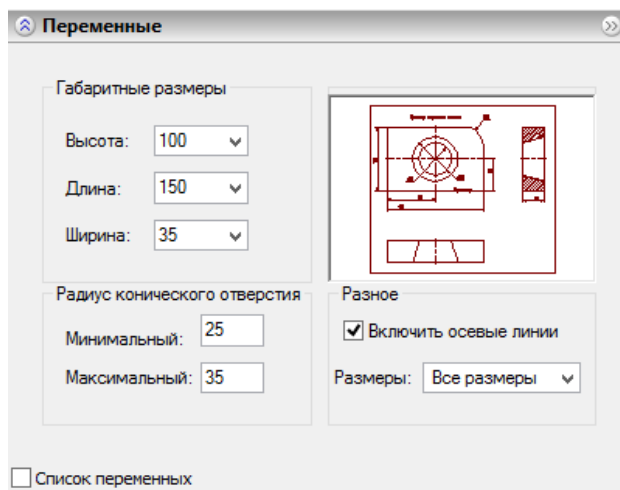 Переменные
Габаритные размеры
Высота: 100
Длина: 150
Ширина: 35
Радиус конического отверстия
Минимальный: 25
Максимальный: 35
Разное
Включить осевые линии
Размеры: Все размеры
Список переменных